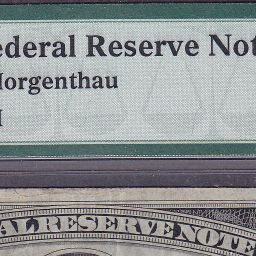 ederal Reserve Not
Morgenthau
AL RESERVE NOTE